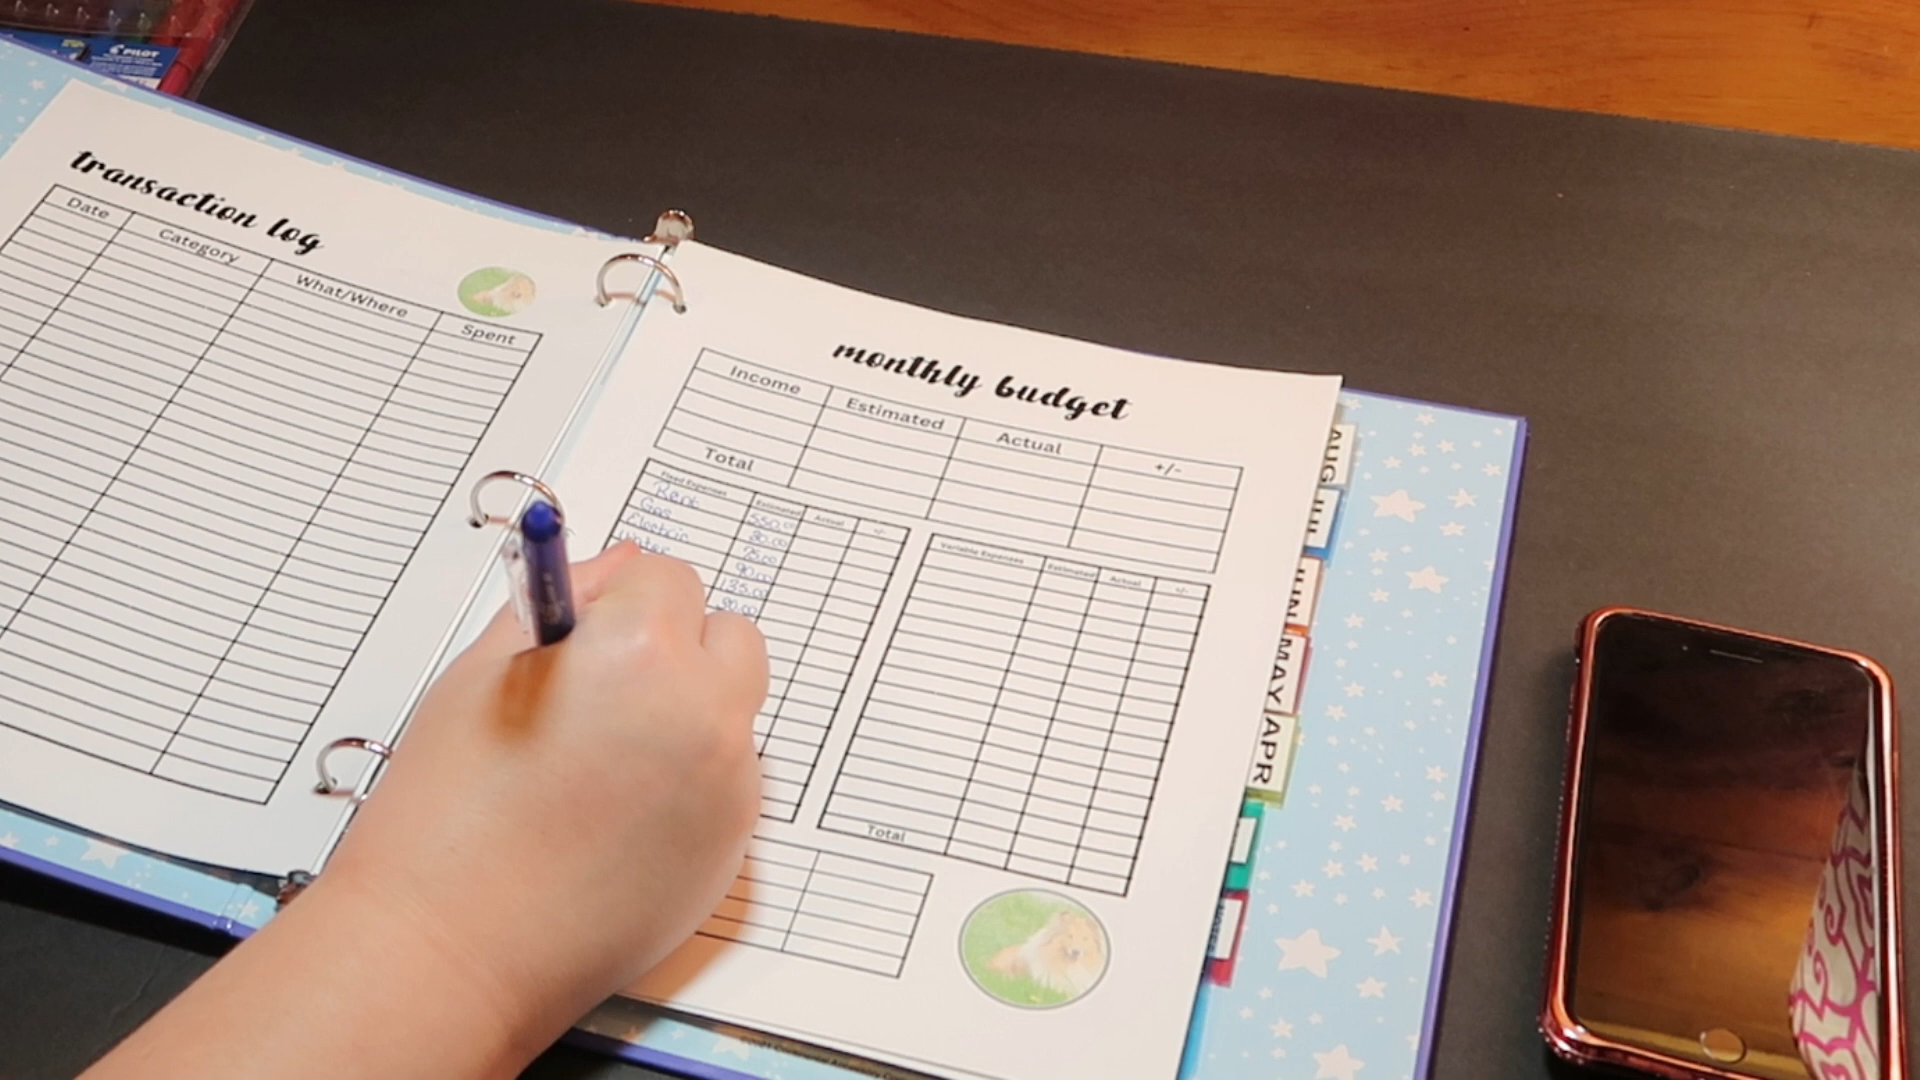 PILOT
transaction log
Date Category What/Where Spent
monthly budget
Income Estimated Actual +/-
Total
Fixed Expenses Estimated Actual +/-
Rent 550.00
Gas 30.00
Electric 75.00
Water 90.00
135.00
90.00
Variable Expenses Estimated Actual +/-
Total
AUG
JUL
JUN
MAY
APR